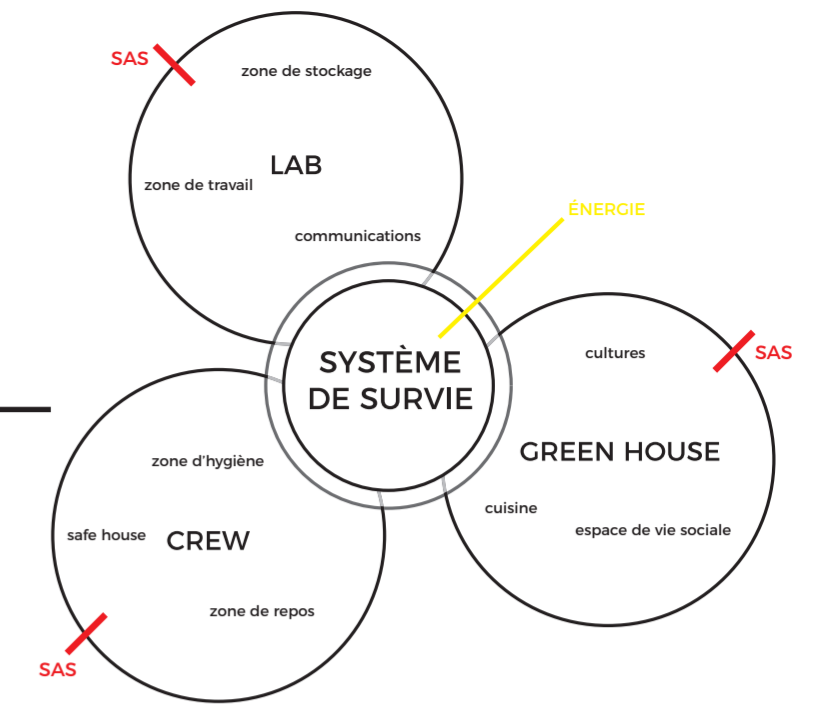 SAS
zone de stockage
LAB
zone de travail
communications
ÉNERGIE
SYSTÈME
DE SURVIE
cultures
SAS
GREEN HOUSE
cuisine
espace de vie sociale
zone d'hygiène
safe house
CREW
zone de repos
SAS